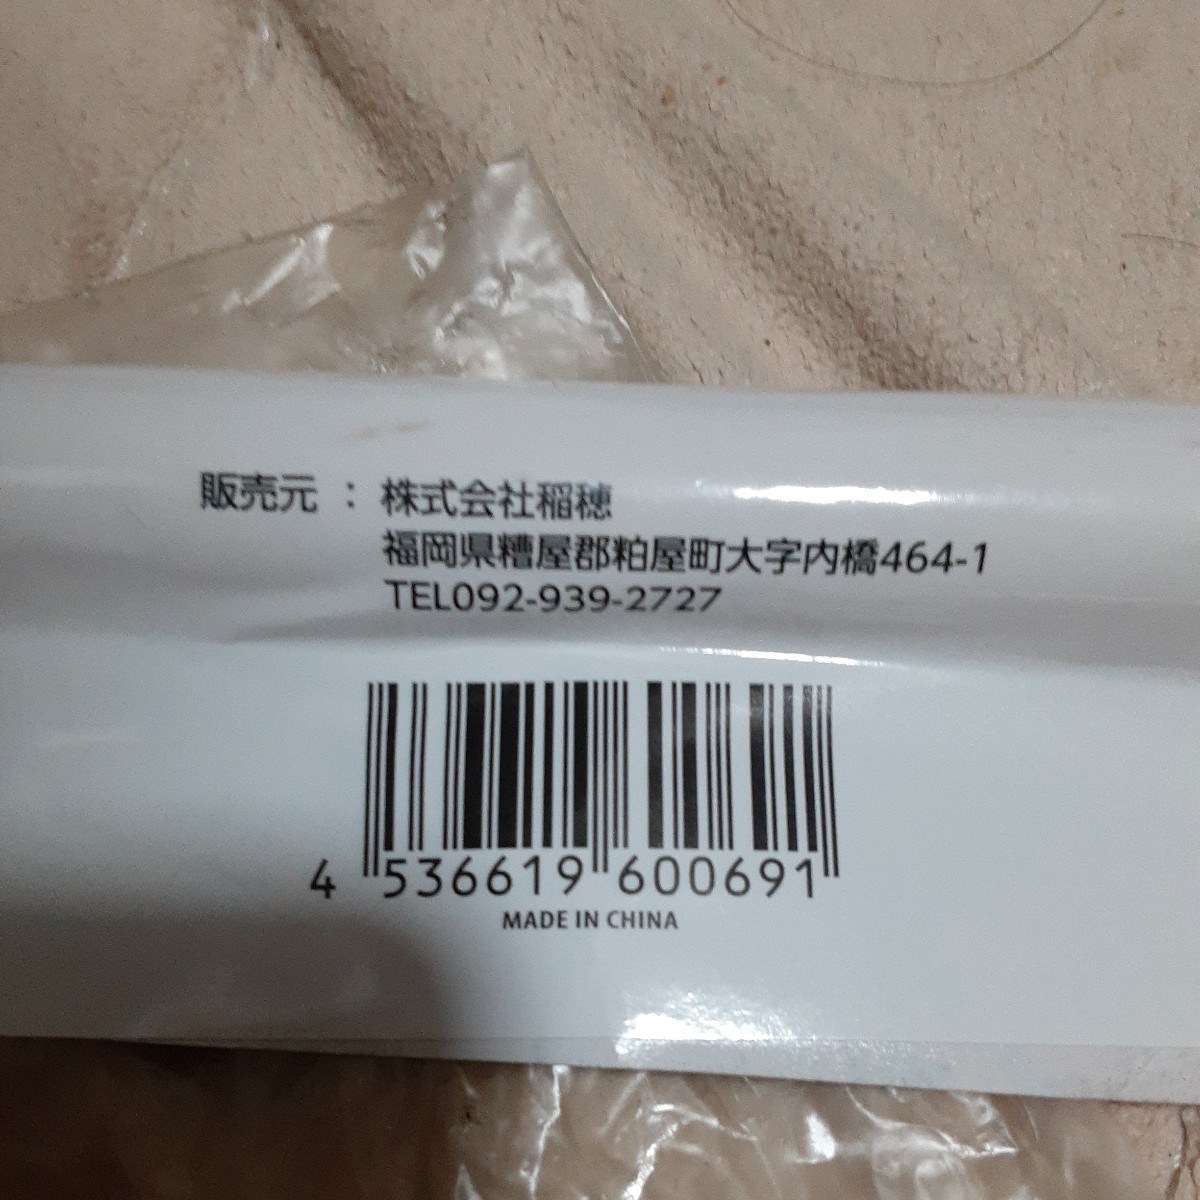 販売元 : 株式会社稲穂
福岡県糟屋郡粕屋町大字内橋464-1
TEL092-939-2727
4 536619 600691
MADE IN CHINA